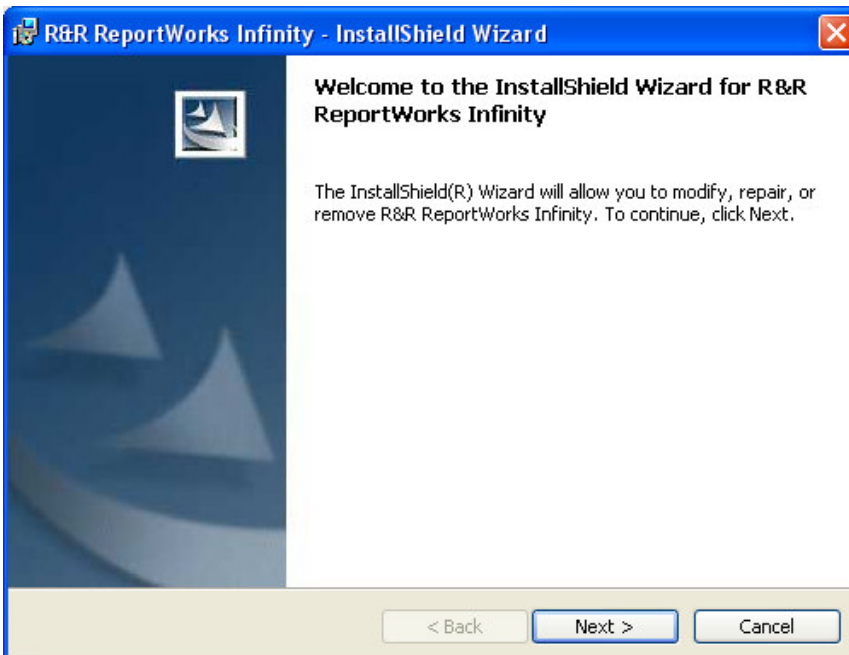 R&R ReportWorks Infinity - InstallShield Wizard
Welcome to the InstallShield Wizard for R&R
ReportWorks Infinity
The InstallShield(R) Wizard will allow you to modify, repair, or
remove R&R ReportWorks Infinity. To continue, click Next.
< Back
Next >
Cancel